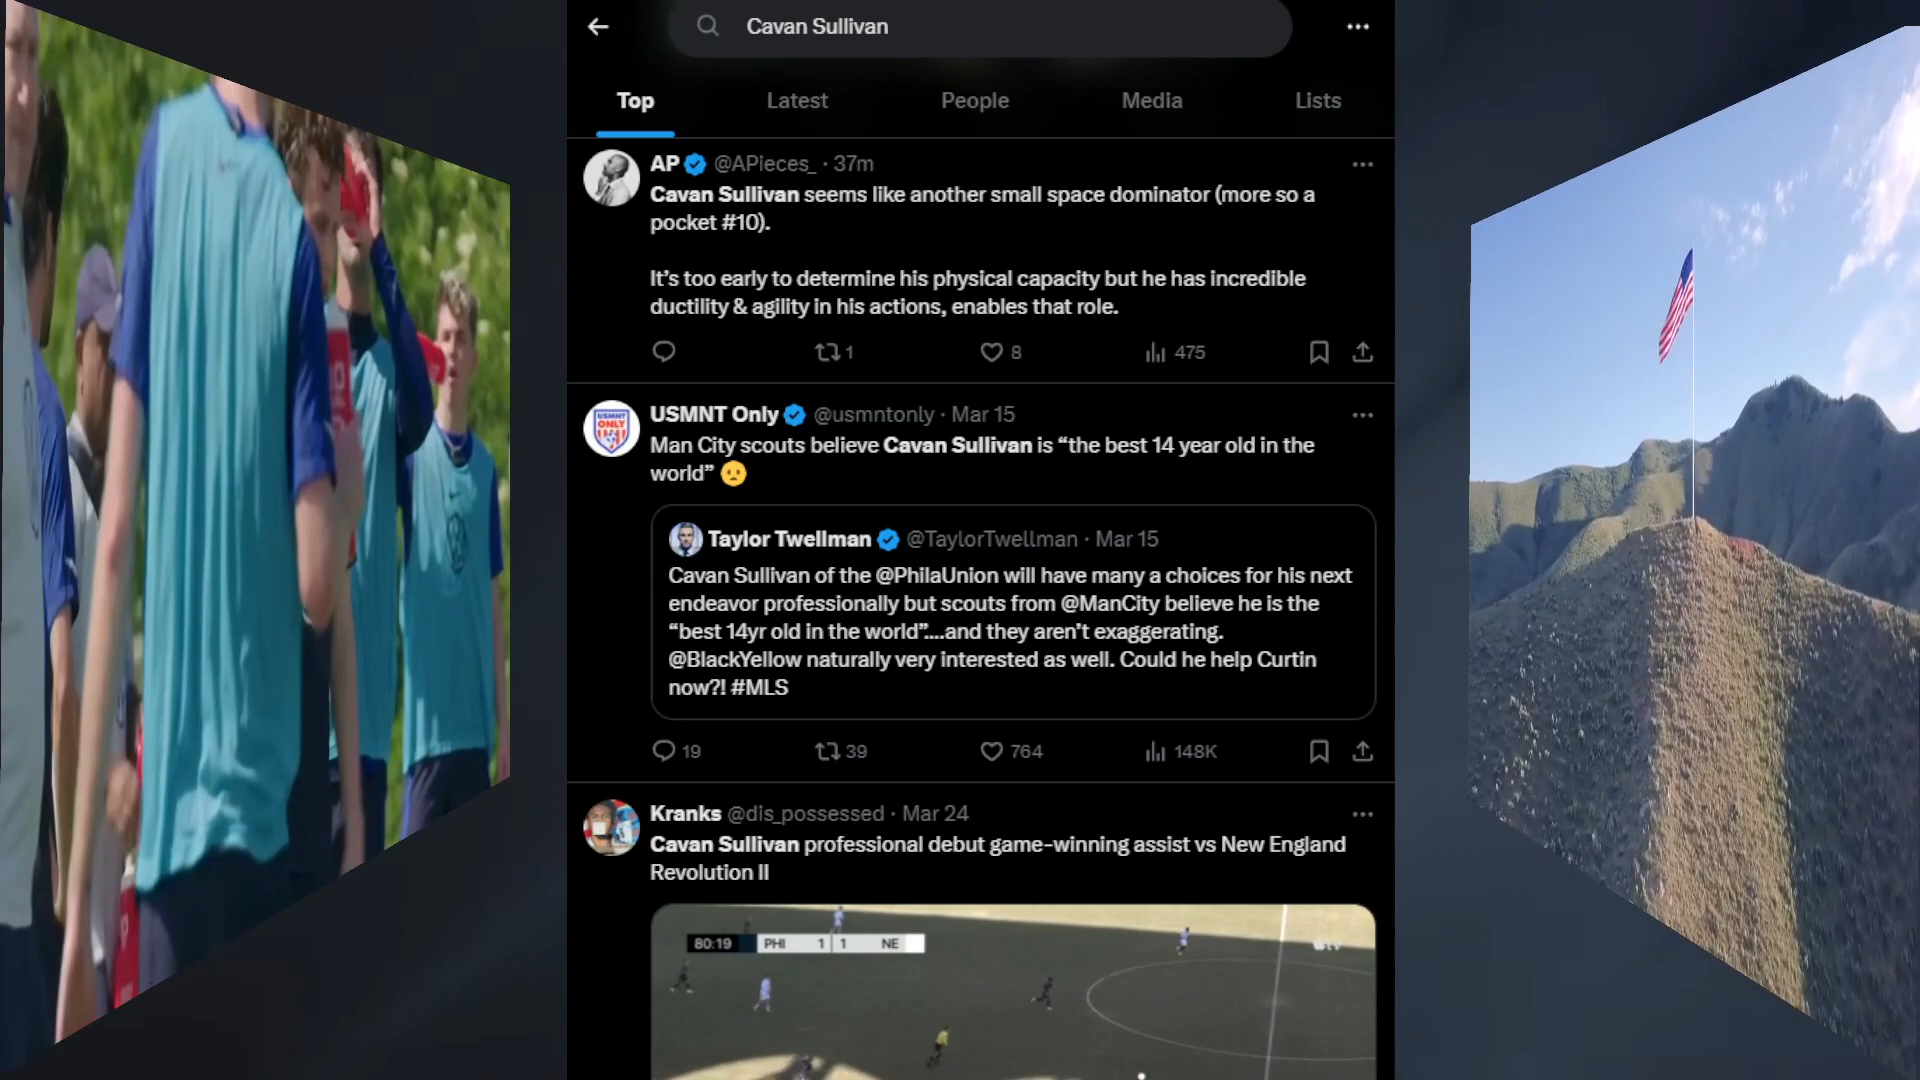 Cavan Sullivan
Top
Latest
People
Media
Lists
AP @APieces_ · 37m
Cavan Sullivan seems like another small space dominator (more so a
pocket #10).
It’s too early to determine his physical capacity but he has incredible
ductility & agility in his actions, enables that role.
1
8
475
USMNT Only @usmntonly · Mar 15
Man City scouts believe Cavan Sullivan is “the best 14 year old in the
world”
USMNT
ONLY
Taylor Twellman @TaylorTwellman · Mar 15
Cavan Sullivan of the @PhilaUnion will have many a choices for his next
endeavor professionally but scouts from @ManCity believe he is the
“best 14yr old in the world”....and they aren’t exaggerating.
@BlackYellow naturally very interested as well. Could he help Curtin
now?! #MLS
19
39
764
148K
Kranks @dis_possessed · Mar 24
Cavan Sullivan professional debut game-winning assist vs New England
Revolution II
80:19 PHI 1 1 NE
tv